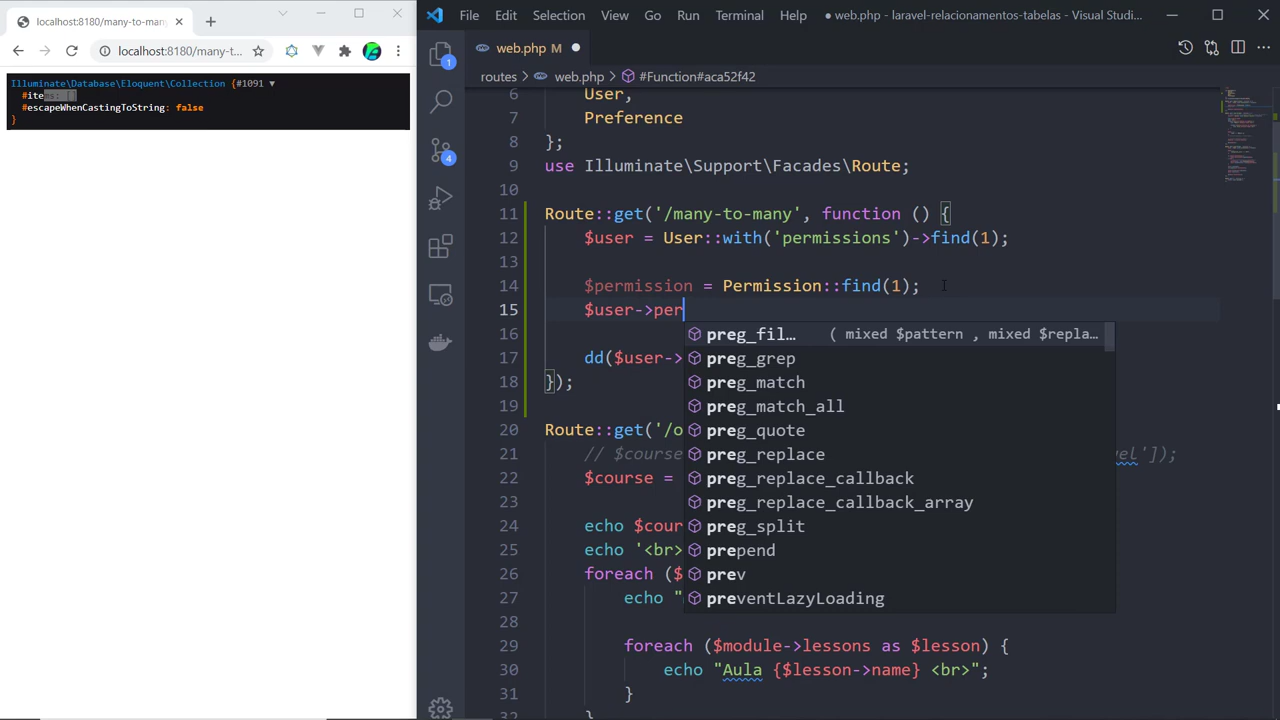 localhost:8180/many-to-many
localhost:8180/many-t...
Illuminate\Database\Eloquent\Collection {#1091 ▼
#items: []
#escapeWhenCastingToString: false
}
File Edit Selection View Go Run Terminal Help
● web.php - laravel-relacionamentos-tabelas - Visual Studi...
web.php M ●
routes > web.php > #Function#aca52f42
1
4
6 User,
7 Preference
8 };
9 use Illuminate\Support\Facades\Route;
10
11 Route::get('/many-to-many', function () {
12 $user = User::with('permissions')->find(1);
13
14 $permission = Permission::find(1);
15 $user->per
16
17 dd($user->
18 });
19
20 Route::get('/o
21 // $course vel']);
22 $course =
23
24 echo $cour
25 echo '<br>
26 foreach ($
27 echo "
28
29 foreach ($module->lessons as $lesson) {
30 echo "Aula {$lesson->name} <br>";
31 }
32 }
preg_fil... ( mixed $pattern , mixed $repla...
preg_grep
preg_match
preg_match_all
preg_quote
preg_replace
preg_replace_callback
preg_replace_callback_array
preg_split
prepend
prev
preventLazyLoading